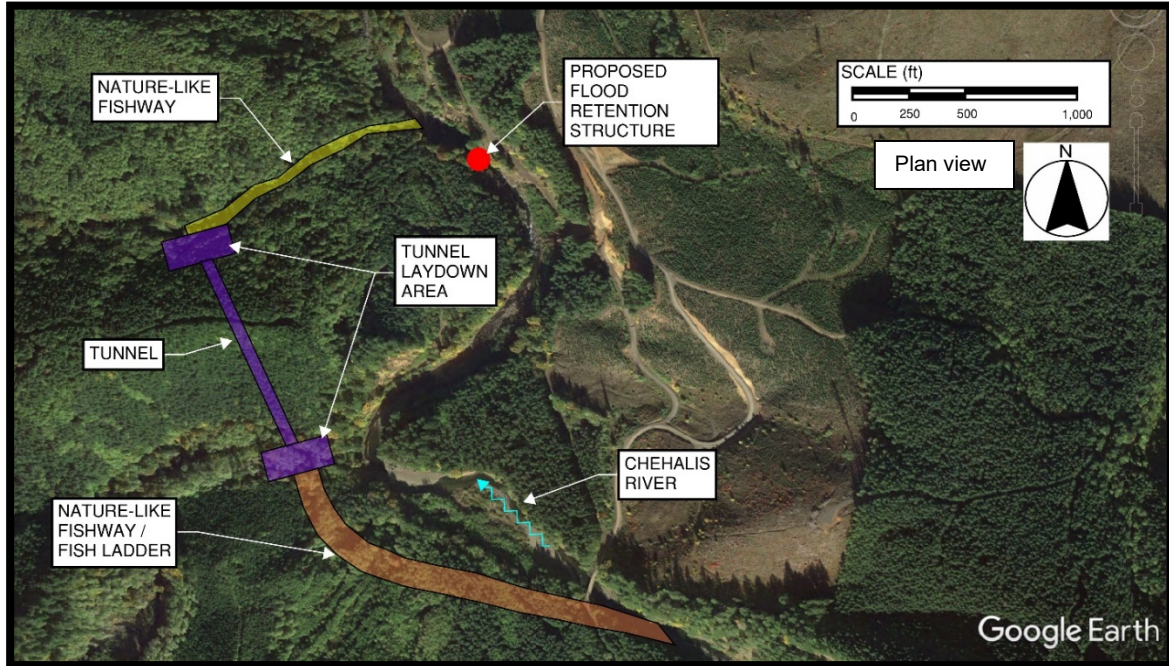 NATURE-LIKE
FISHWAY
PROPOSED
FLOOD
RETENTION
STRUCTURE
SCALE (ft)
0 250 500 1,000
Plan view
N
TUNNEL
LAYDOWN
AREA
TUNNEL
CHEHALIS
RIVER
NATURE-LIKE
FISHWAY /
FISH LADDER
Google Earth